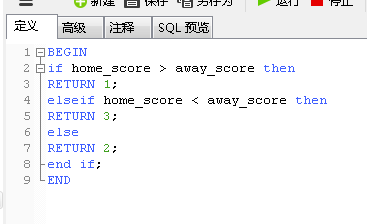 新建 保存 另存为 运行 停止
定义 高级 注释 SQL 预览
1 BEGIN
2 if home_score > away_score then
3 RETURN 1;
4 elseif home_score < away_score then
5 RETURN 3;
6 else
7 RETURN 2;
8 end if;
9 END